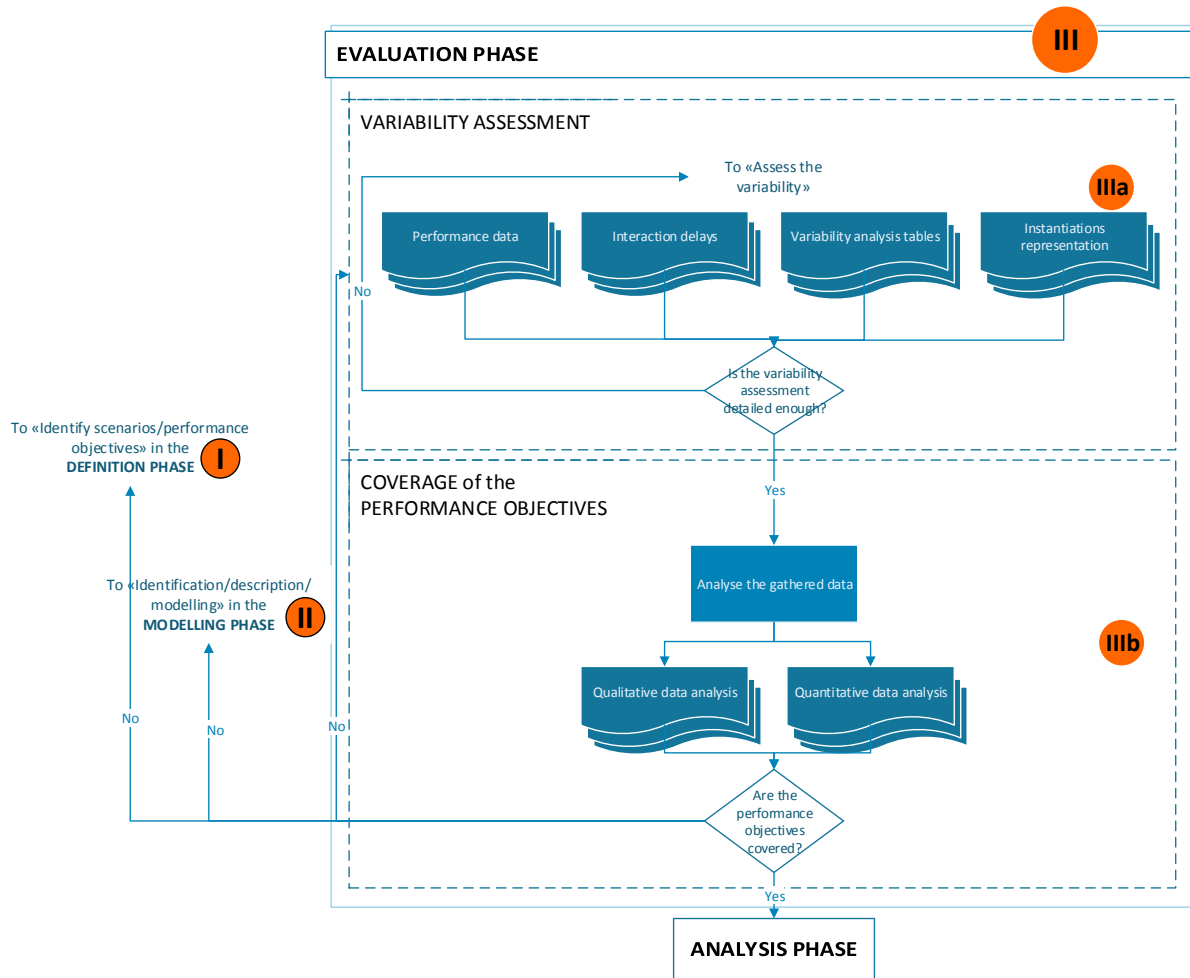 III
EVALUATION PHASE
VARIABILITY ASSESSMENT
To «Assess the
variability»
IIIa
Performance data
Interaction delays
Variability analysis tables
Instantiations
representation
No
Is the variability
assessment
detailed enough?
To «Identify scenarios/performance
objectives» in the
DEFINITION PHASE
I
COVERAGE of the
PERFORMANCE OBJECTIVES
Yes
Analyse the gathered data
To «Identification/description/
modelling» in the
MODELLING PHASE
II
IIIb
Qualitative data analysis
Quantitative data analysis
No
No
No
Are the
performance
objectives
covered?
Yes
ANALYSIS PHASE